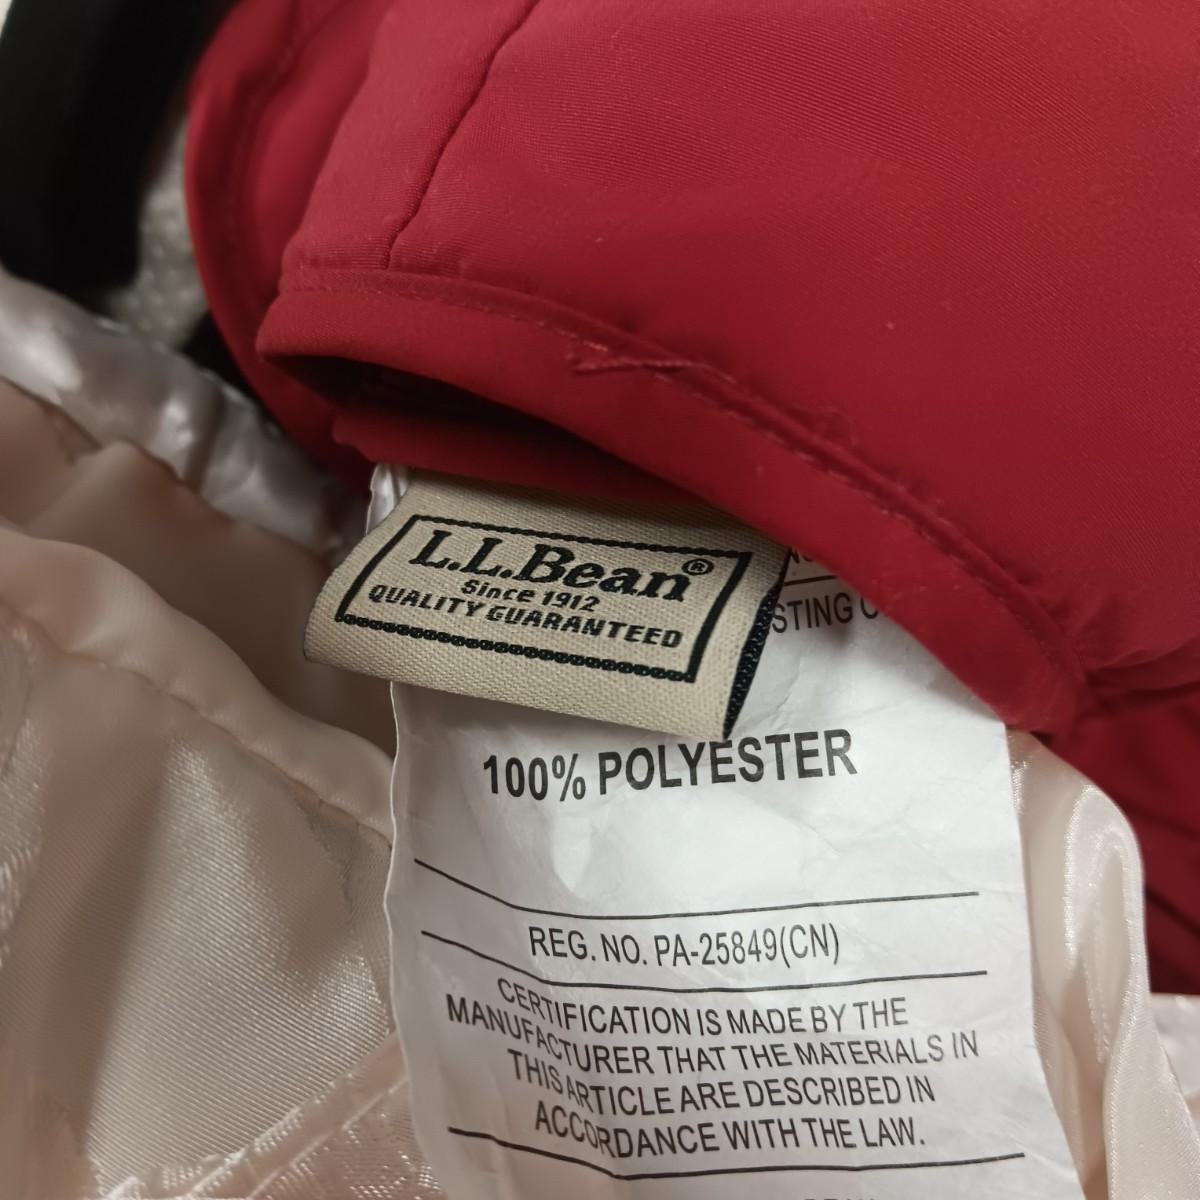 L.L.Bean®
Since 1912
QUALITY GUARANTEED
STING
100% POLYESTER
REG. NO. PA-25849(CN)
CERTIFICATION IS MADE BY THE
MANUFACTURER THAT THE MATERIALS IN
THIS ARTICLE ARE DESCRIBED IN
ACCORDANCE WITH THE LAW.